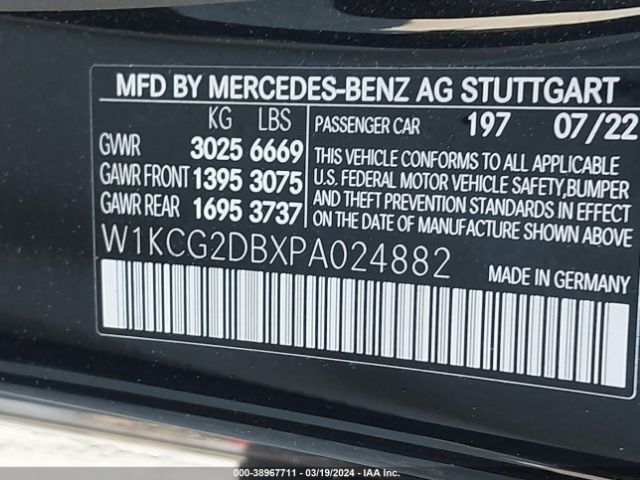 MFD BY MERCEDES-BENZ AG STUTTGART
KG LBS
GVWR 3025 6669
GAWR FRONT 1395 3075
GAWR REAR 1695 3737
PASSENGER CAR 197 07/22
THIS VEHICLE CONFORMS TO ALL APPLICABLE
U.S. FEDERAL MOTOR VEHICLE SAFETY, BUMPER
AND THEFT PREVENTION STANDARDS IN EFFECT
ON THE DATE OF MANUFACTURE SHOWN ABOVE
W1KCG2DBXPA024882
MADE IN GERMANY
000-38967711 - 03/19/2024 - IAA Inc.